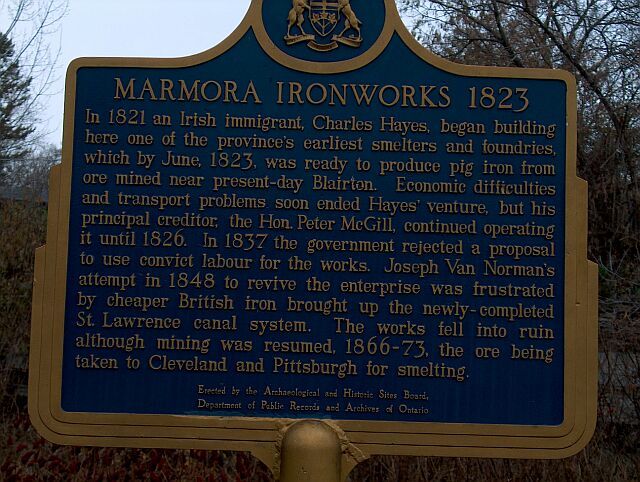 MARMORA IRONWORKS 1823
In 1821 an Irish immigrant, Charles Hayes, began building
here one of the province's earliest smelters and foundries,
which by June, 1823, was ready to produce pig iron from
ore mined near present-day Blairton. Economic difficulties
and transport problems soon ended Hayes' venture, but his
principal creditor, the Hon. Peter McGill, continued operating
it until 1826. In 1837 the government rejected a proposal
to use convict labour for the works. Joseph Van Norman's
attempt in 1848 to revive the enterprise was frustrated
by cheaper British iron brought up the newly-completed
St. Lawrence canal system. The works fell into ruin
although mining was resumed, 1866-73, the ore being
taken to Cleveland and Pittsburgh for smelting.
Erected by the Archaeological and Historic Sites Board,
Department of Public Records and Archives of Ontario